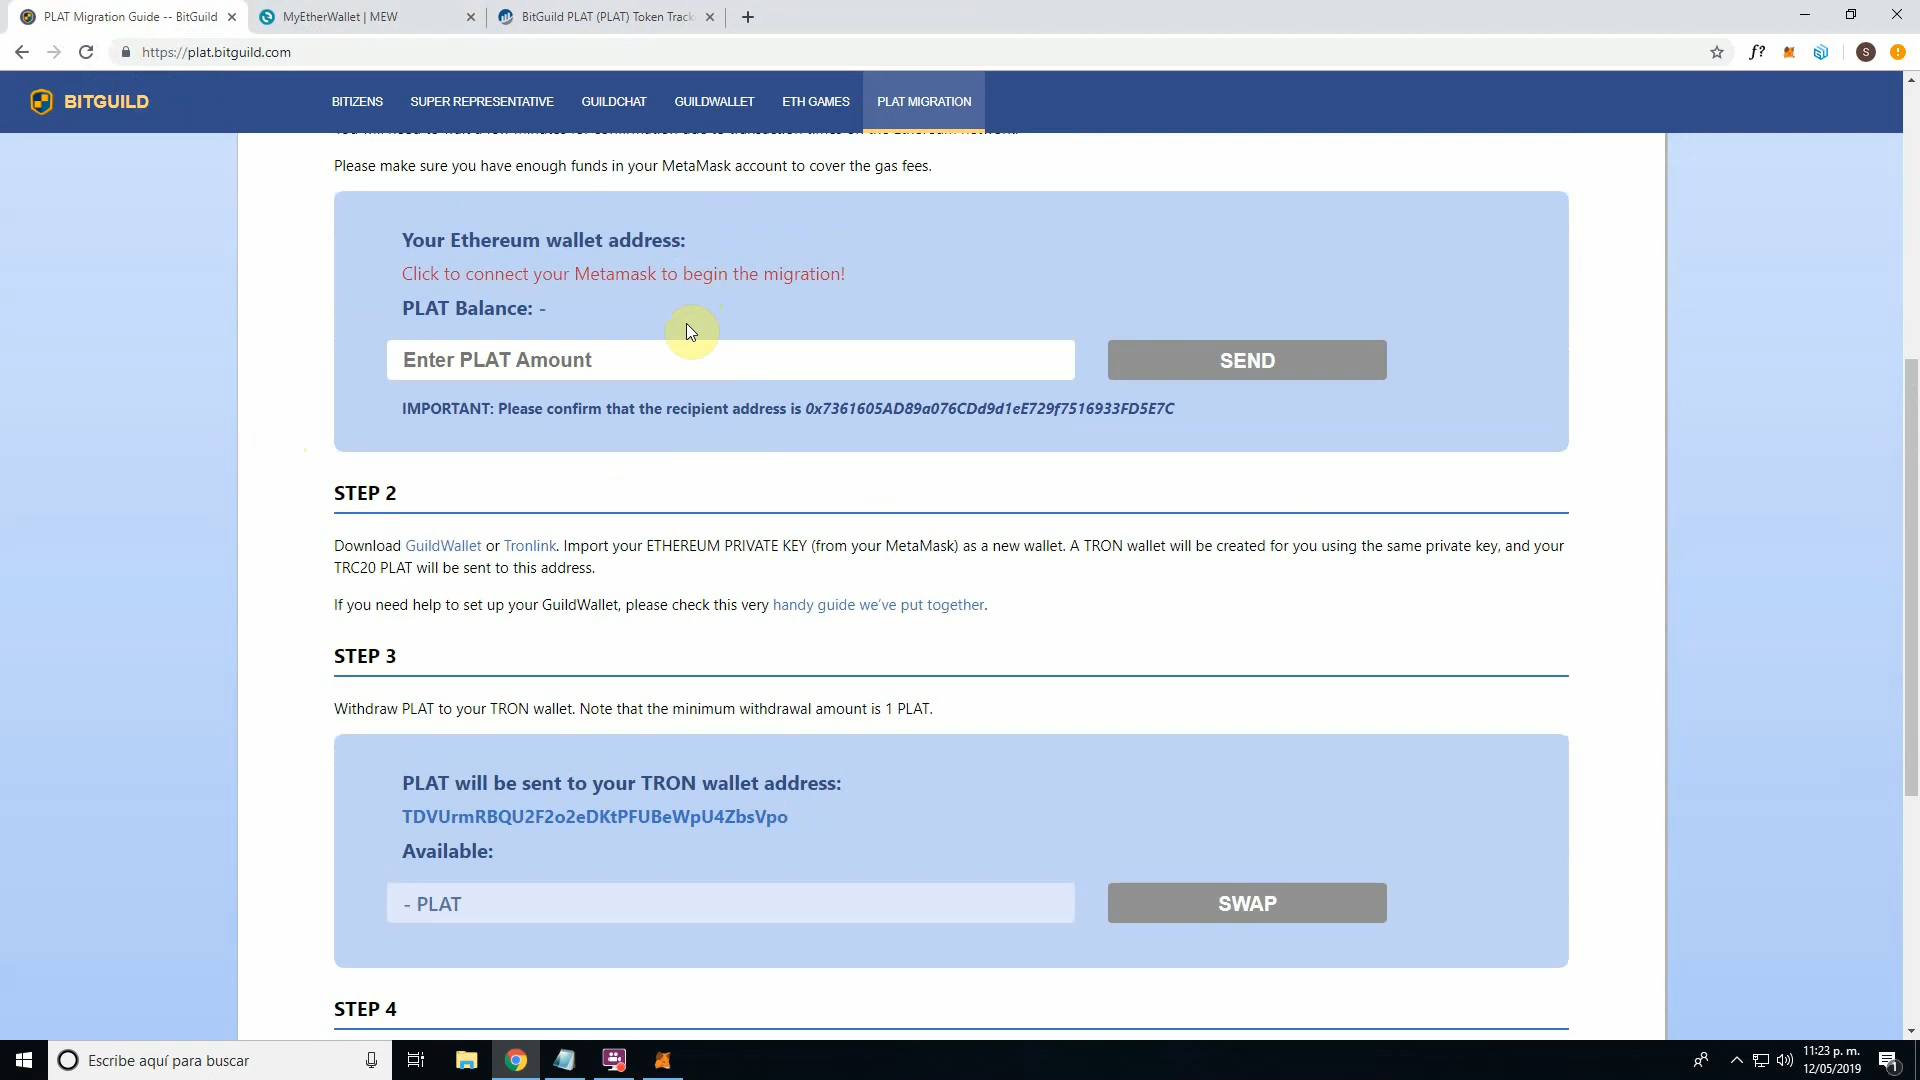 PLAT Migration Guide -- BitGuild
MyEtherWallet | MEW
BitGuild PLAT (PLAT) Token Track
https://plat.bitguild.com
f?
S
BITGUILD
BITIZENS
SUPER REPRESENTATIVE
GUILDCHAT
GUILDWALLET
ETH GAMES
PLAT MIGRATION
Please make sure you have enough funds in your MetaMask account to cover the gas fees.
Your Ethereum wallet address:
Click to connect your Metamask to begin the migration!
PLAT Balance: -
Enter PLAT Amount
SEND
IMPORTANT: Please confirm that the recipient address is 0x7361605AD89a076CDd9d1eE729f7516933FD5E7C
STEP 2
Download GuildWallet or Tronlink. Import your ETHEREUM PRIVATE KEY (from your MetaMask) as a new wallet. A TRON wallet will be created for you using the same private key, and your
TRC20 PLAT will be sent to this address.
If you need help to set up your GuildWallet, please check this very handy guide we've put together.
STEP 3
Withdraw PLAT to your TRON wallet. Note that the minimum withdrawal amount is 1 PLAT.
PLAT will be sent to your TRON wallet address:
TDVUrmRBQU2F2o2eDKtPFUBeWpU4ZbsVpo
Available:
- PLAT
SWAP
STEP 4
Escribe aquí para buscar
11:23 p. m.
12/05/2019
1